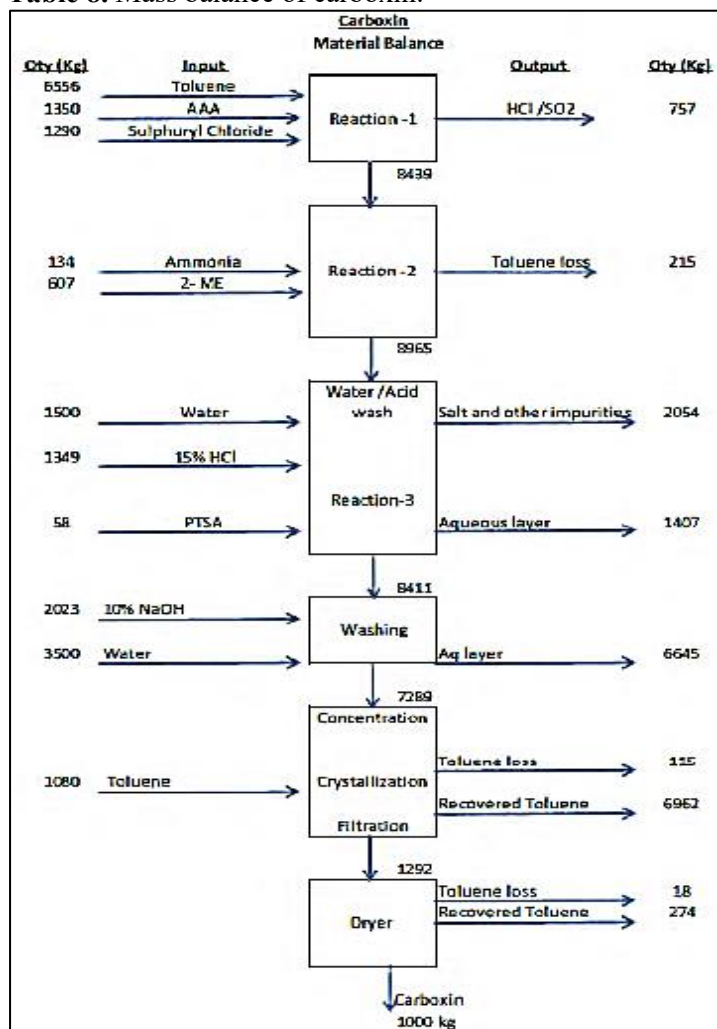 Table Mass balance of carboxin.
Carboxin
Material Balance
Qty (Kg) Input Output Qty (Kg)
6556 Toluene
1350 AAA Reaction -1 HCl /SO2 757
1290 Sulphuryl Chloride
8439
134 Ammonia Reaction -2 Toluene loss 215
607 2- ME
8965
Water /Acid wash
1500 Water Salt and other impurities 2054
1349 15% HCl
Reaction-3
58 PTSA Aqueous layer 1407
8411
2023 10% NaOH
Washing
3500 Water Aq layer 6645
7289
Concentration
Toluene loss 115
1080 Toluene Crystallization
Recovered Toluene 6962
Filtration
1292
Toluene loss 18
Dryer Recovered Toluene 274
Carboxin
1000 kg